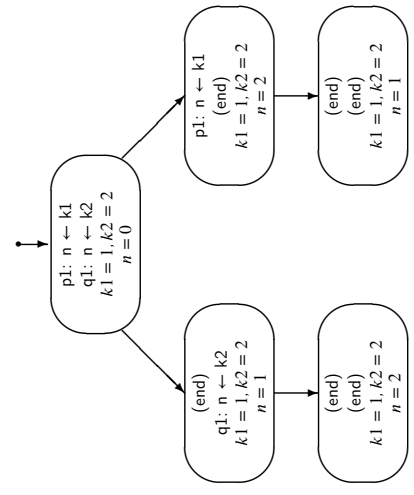 p1: n ← k1
q1: n ← k2
k1 = 1, k2 = 2
n = 0
(end)
q1: n ← k2
k1 = 1, k2 = 2
n = 1
p1: n ← k1
(end)
k1 = 1, k2 = 2
n = 2
(end)
(end)
k1 = 1, k2 = 2
n = 2
(end)
(end)
k1 = 1, k2 = 2
n = 1